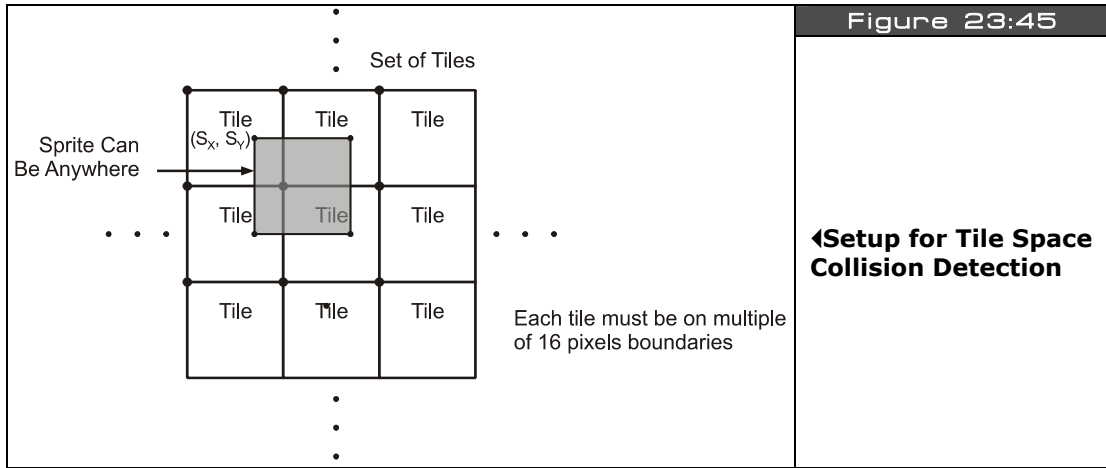 Figure 23:45
Set of Tiles
Tile Tile Tile
Sprite Can
Be Anywhere
(SX, SY)
Tile Tile Tile
Tile Tile Tile
Each tile must be on multiple
of 16 pixels boundaries
Setup for Tile Space
Collision Detection